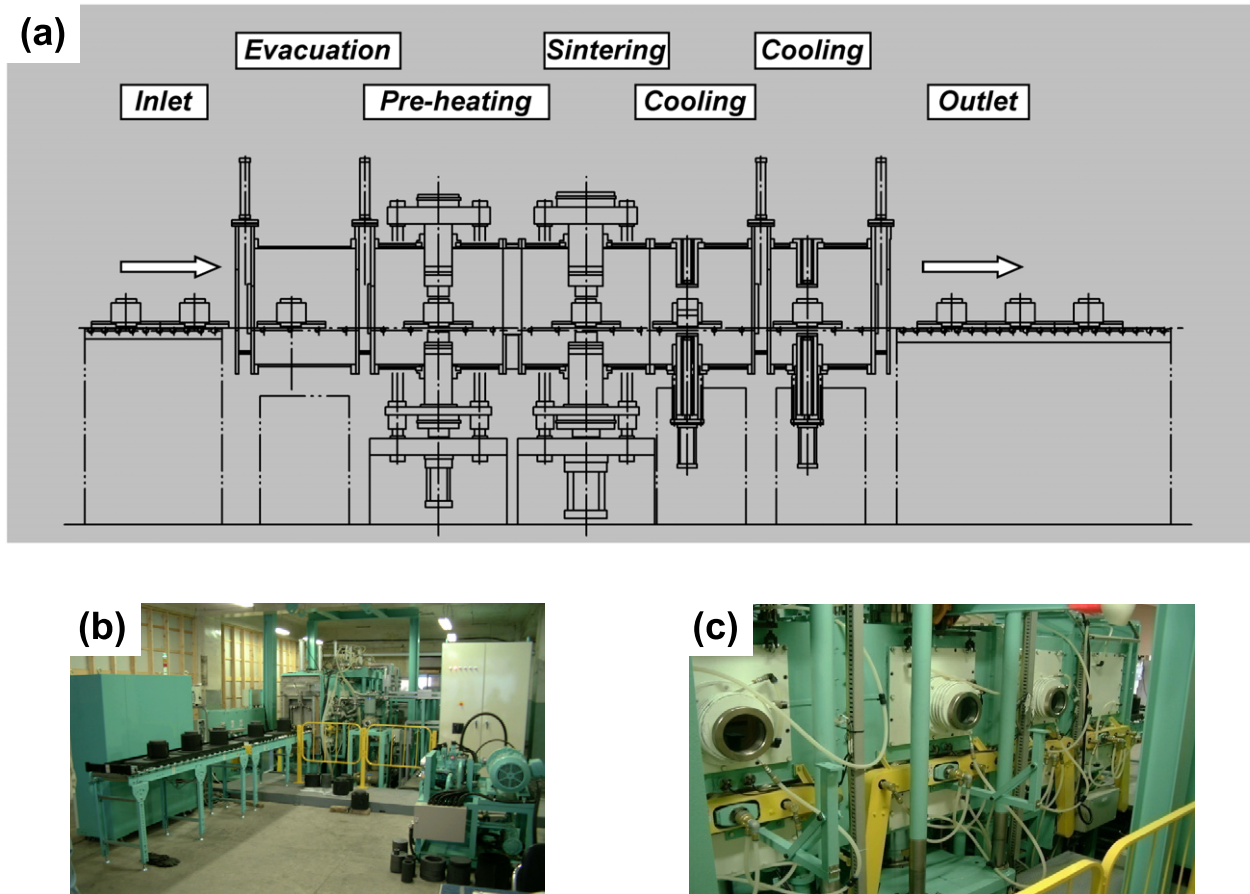 (a)
Evacuation
Sintering
Cooling
Inlet
Pre-heating
Cooling
Outlet
(b)
(c)